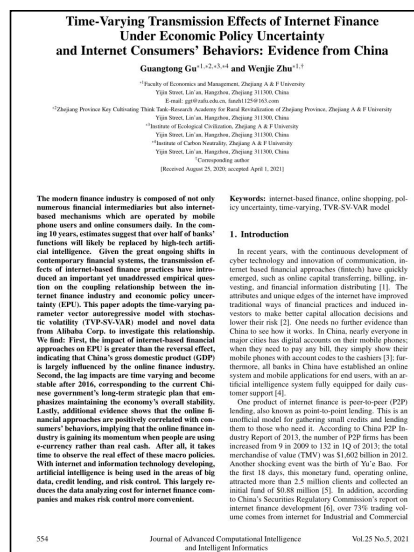 Time-Varying Transmission Effects of Internet Finance
Under Economic Policy Uncertainty
and Internet Consumers' Behaviors: Evidence from China
Guangtong Gu*1,*2,*3,*4 and Wenjie Zhu*1,†
*1Faculty of Economics and Management, Zhejiang A & F University
Yijin Street, Lin'an, Hangzhou, Zhejiang 311300, China
E-mail: ggt@zafu.edu.cn, fanzh1125@163.com
*2Zhejiang Province Key Cultivating Think Tank–Research Academy for Rural Revitalization of Zhejiang Province, Zhejiang A & F University
Yijin Street, Lin'an, Hangzhou, Zhejiang 311300, China
*3Institute of Ecological Civilization, Zhejiang A & F University
Yijin Street, Lin'an, Hangzhou, Zhejiang 311300, China
*4Institute of Carbon Neutrality, Zhejiang A & F University
Yijin Street, Lin'an, Hangzhou, Zhejiang 311300, China
†Corresponding author
[Received August 25, 2020; accepted April 1, 2021]
The modern finance industry is composed of not only
numerous financial intermediaries but also internet-
based mechanisms which are operated by mobile
phone users and online consumers daily. In the com-
ing 10 years, estimates suggest that over half of banks'
functions will likely be replaced by high-tech artifi-
cial intelligence. Given the great ongoing shifts in
contemporary financial systems, the transmission ef-
fects of internet-based finance practices have intro-
duced an important yet unaddressed empirical ques-
tion on the coupling relationship between the in-
ternet finance industry and economic policy uncer-
tainty (EPU). This paper adopts the time-varying pa-
rameter vector autoregressive model with stochas-
tic volatility (TVP-SV-VAR) model and novel data
from Alibaba Corp. to investigate this relationship.
We find: First, the impact of internet-based financial
approaches on EPU is greater than the reversal effect,
indicating that China's gross domestic product (GDP)
is largely influenced by the online finance industry.
Second, the lag impacts are time varying and become
stable after 2016, corresponding to the current Chi-
nese government's long-term strategic plan that em-
phasizes maintaining the economy's overall stability.
Lastly, additional evidence shows that the online fi-
nancial approaches are positively correlated with con-
sumers' behaviors, implying that the online finance in-
dustry is gaining its momentum when people are using
e-currency rather than real cash. After all, it takes
time to observe the real effect of these macro policies.
With internet and information technology developing,
artificial intelligence is being used in the areas of big
data, credit lending, and risk control. This largely re-
duces the data analyzing cost for internet finance com-
panies and makes risk control more convenient.
Keywords: internet-based finance, online shopping, pol-
icy uncertainty, time-varying, TVR-SV-VAR model
1. Introduction
In recent years, with the continuous development of
cyber technology and innovation of communication, in-
ternet based financial approaches (fintech) have quickly
emerged, such as online capital transferring, billing, in-
vesting, and financial information distributing [1]. The
attributes and unique edges of the internet have improved
traditional ways of financial practices and induced in-
vestors to make better capital allocation decisions and
lower their risk [2]. One needs no further evidence than
China to see how it works. In China, nearly everyone in
major cities has digital accounts on their mobile phones;
when they need to pay any bill, they simply show their
mobile phones with account codes to the cashiers [3]; fur-
thermore, all banks in China have established an online
system and mobile applications for end users, with an ar-
tificial intelligence system fully equipped for daily cus-
tomer support [4].
One product of internet finance is peer-to-peer (P2P)
lending, also known as point-to-point lending. This is an
unofficial model for gathering small credits and lending
them to those who need it. According to China P2P In-
dustry Report of 2013, the number of P2P firms has been
increased from 9 in 2009 to 132 in 1Q of 2013; the total
merchandise of value (TMV) was $1,602 billion in 2012.
Another shocking event was the birth of Yu'e Bao. For
the first 18 days, this monetary fund, operating online,
attracted more than 2.5 million clients and collected an
initial fund of $0.88 million [5]. In addition, according
to China's Securities Regulatory Commission's report on
internet finance development [6], over 73% trading vol-
ume comes from internet for Industrial and Commercial
554
Journal of Advanced Computational Intelligence
and Intelligent Informatics
Vol.25 No.5, 2021